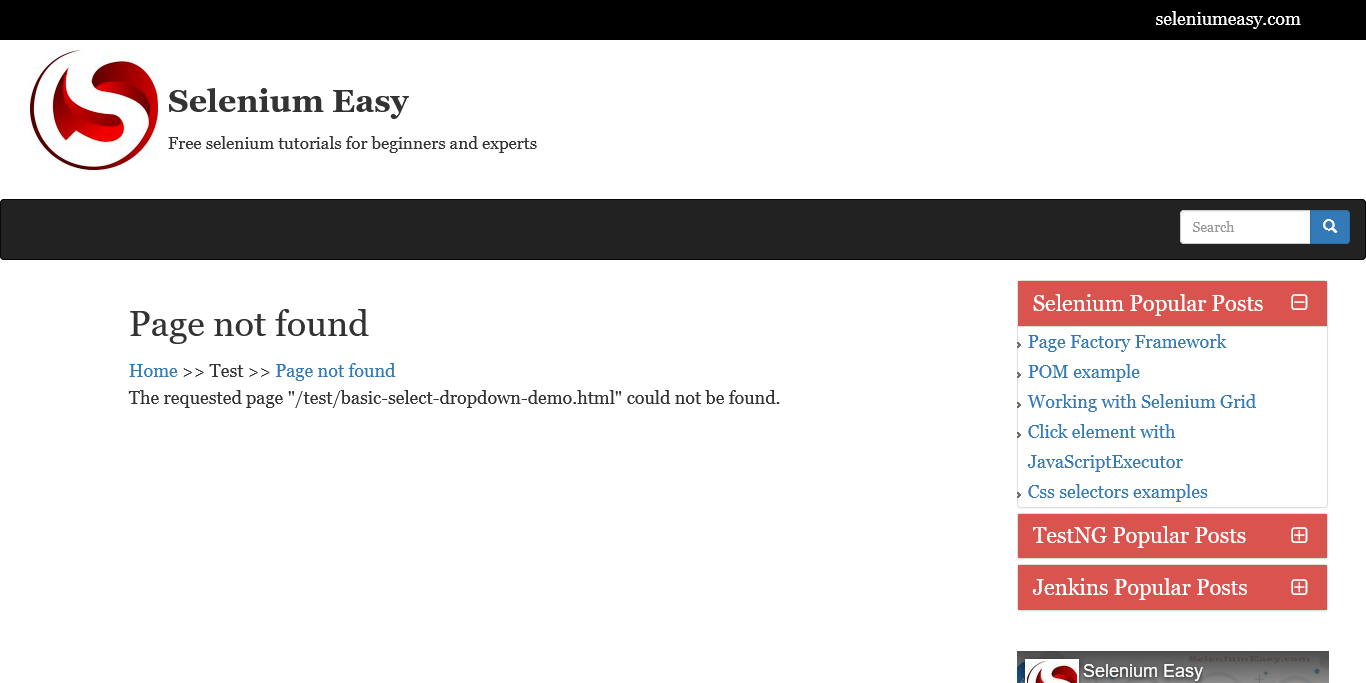 seleniumeasy.com
Selenium Easy
Free selenium tutorials for beginners and experts
Search
Page not found
Home >> Test >> Page not found
The requested page "/test/basic-select-dropdown-demo.html" could not be found.
Selenium Popular Posts
Page Factory Framework
POM example
Working with Selenium Grid
Click element with
JavaScriptExecutor
Css selectors examples
TestNG Popular Posts
Jenkins Popular Posts
SeleniumEasy.com
Selenium Easy